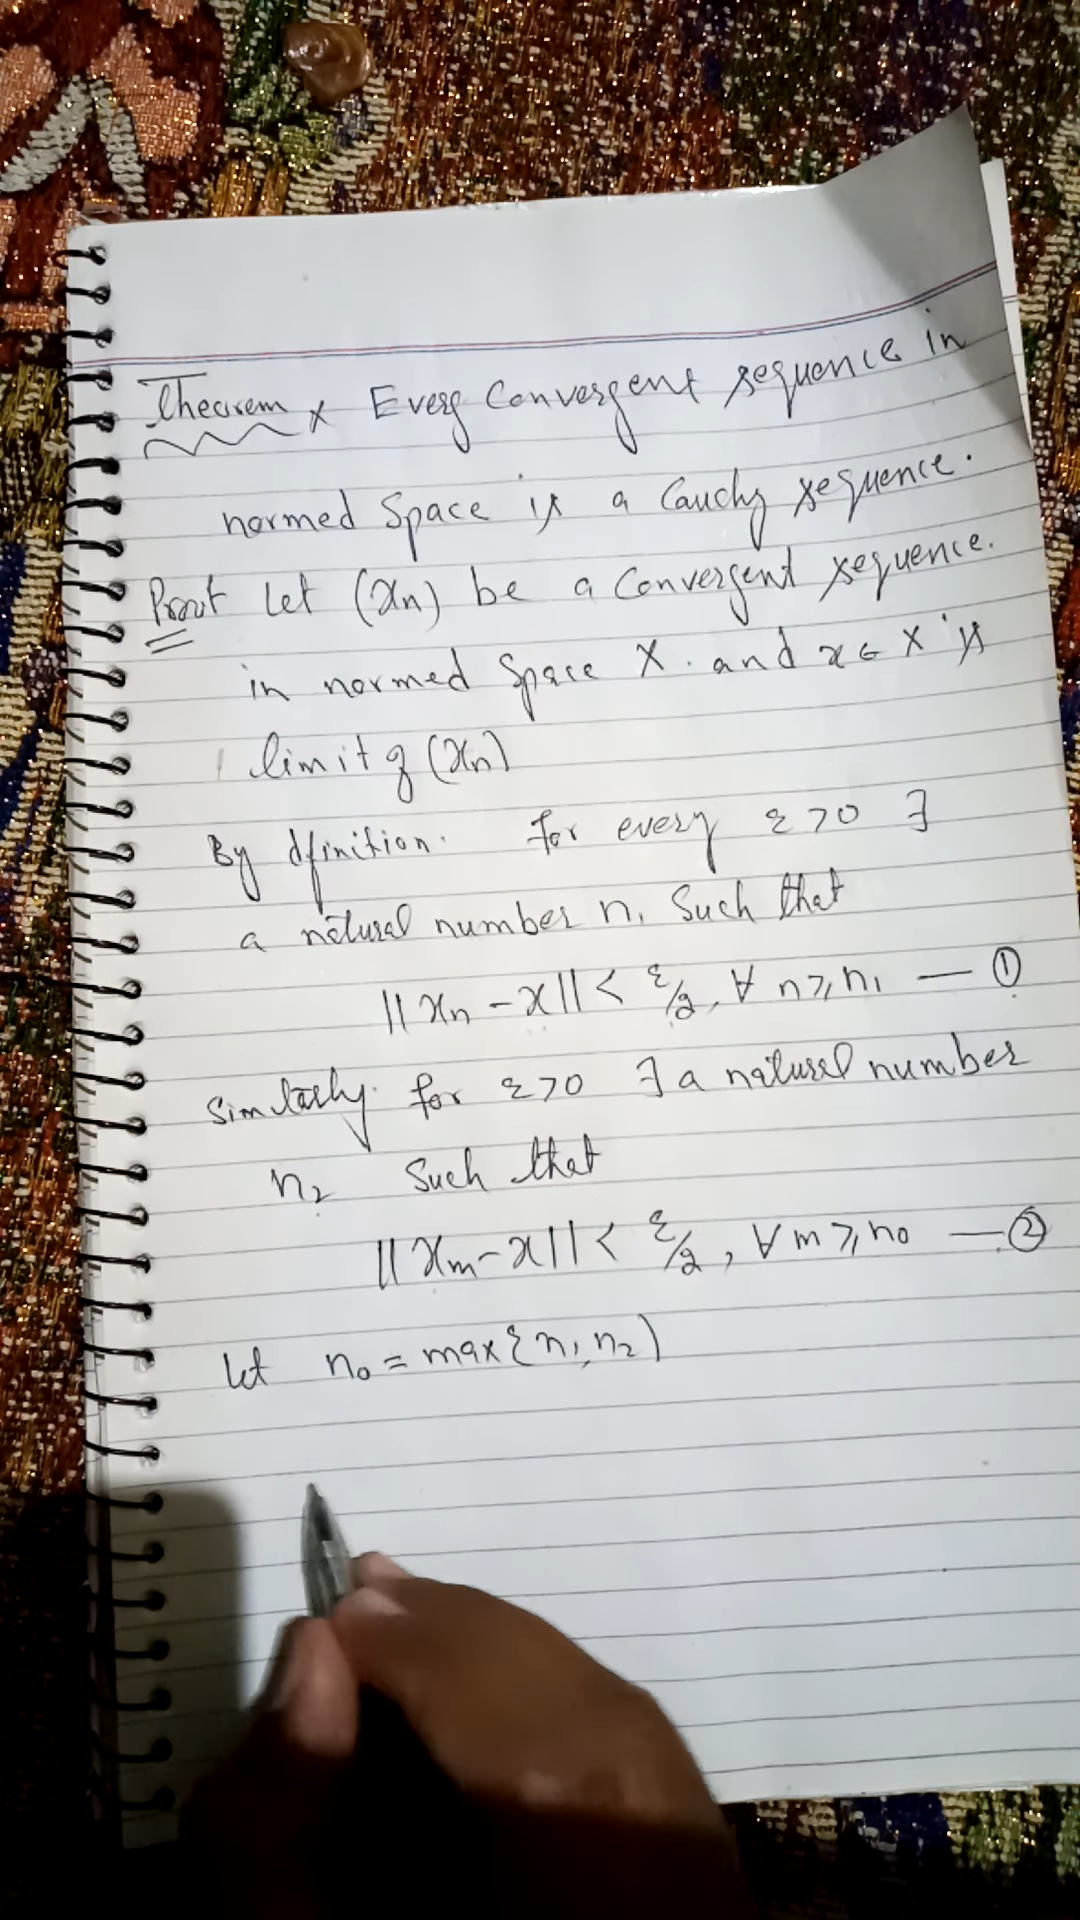 Theorem × Every Convergent sequence in
normed Space is a Cauchy sequence.
Proof Let (xn) be a Convergent sequence.
in normed Space X. and x ∈ X is
limit of (xn)
By dfinition. for every ε > 0 ∃
a natural number n1 Such that
||xn - x|| < ε/2, ∀ n ≥ n1 — ①
Similarly for ε > 0 ∃ a natural number
n2 Such that
||xm - x|| < ε/2, ∀ m ≥ n0 — ②
Let n0 = max{n1, n2)